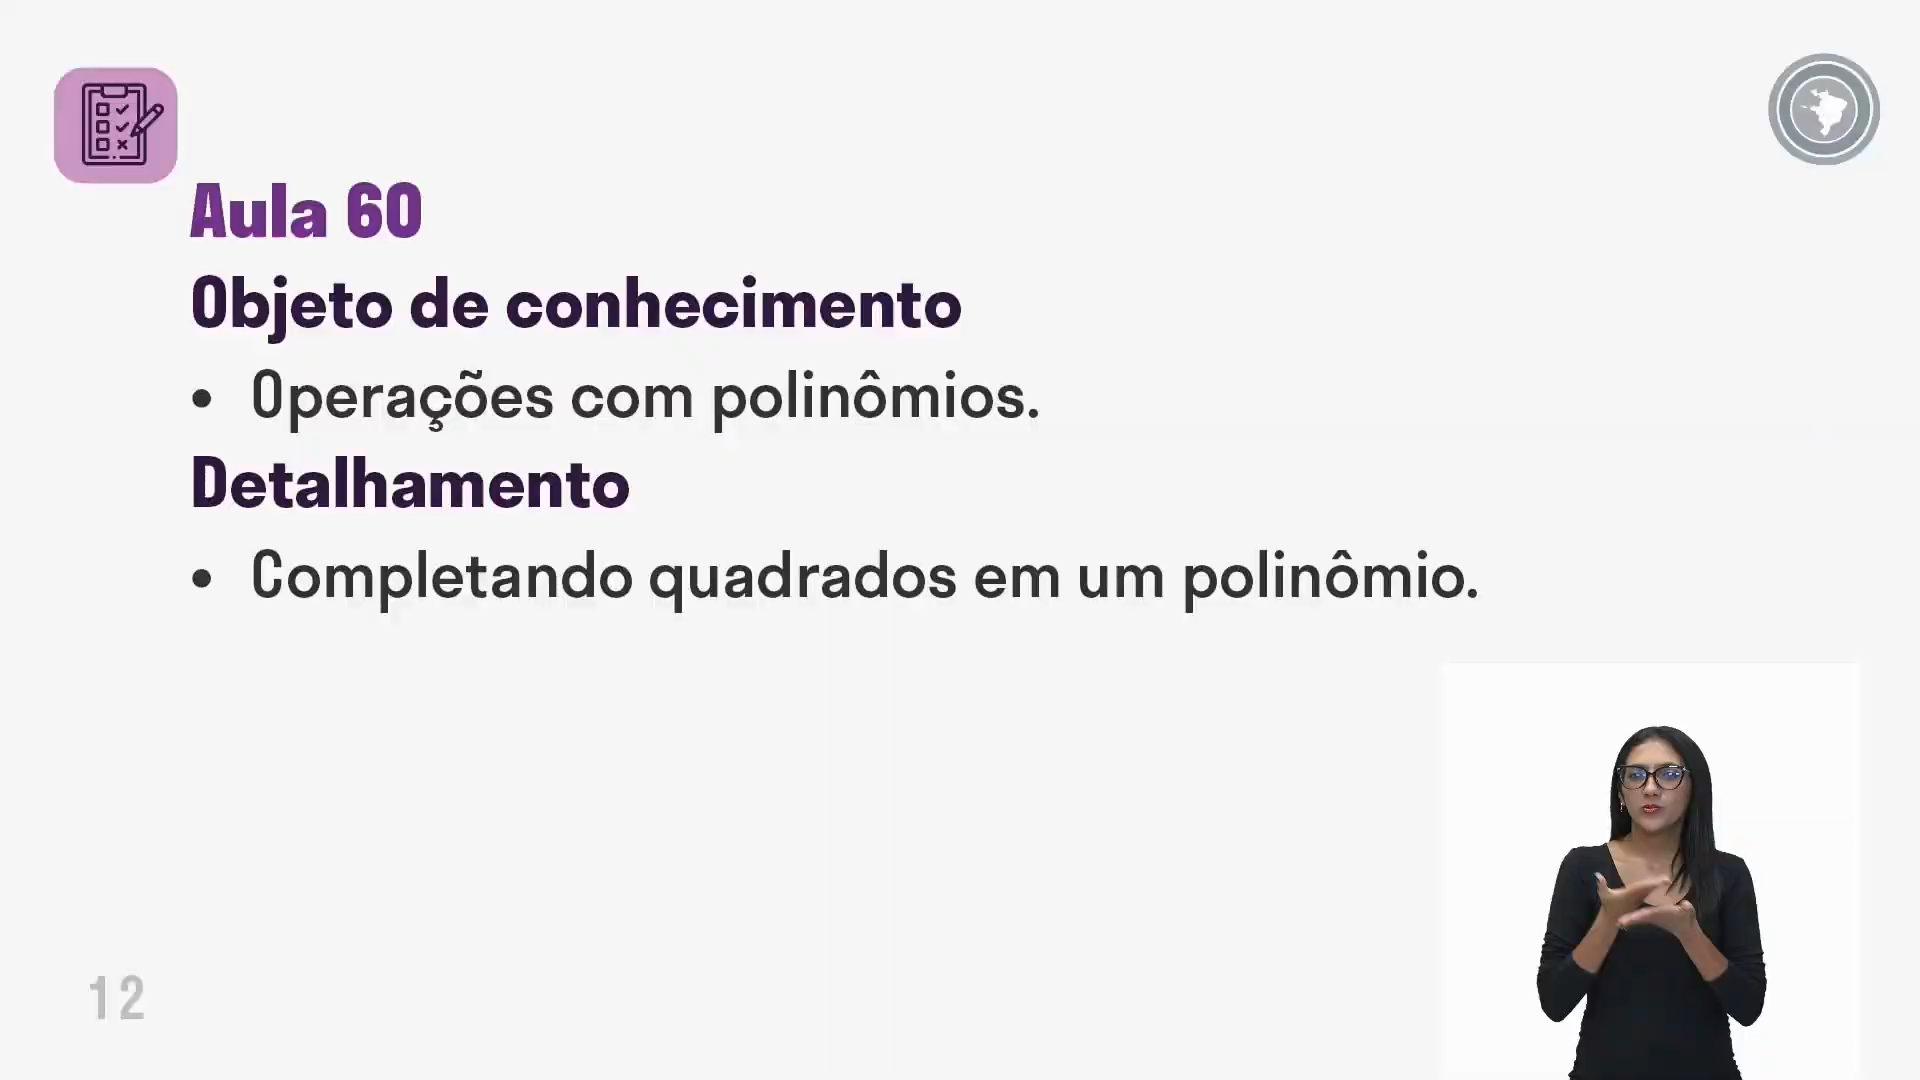 Aula 60
Objeto de conhecimento
• Operações com polinômios.
Detalhamento
• Completando quadrados em um polinômio.
12